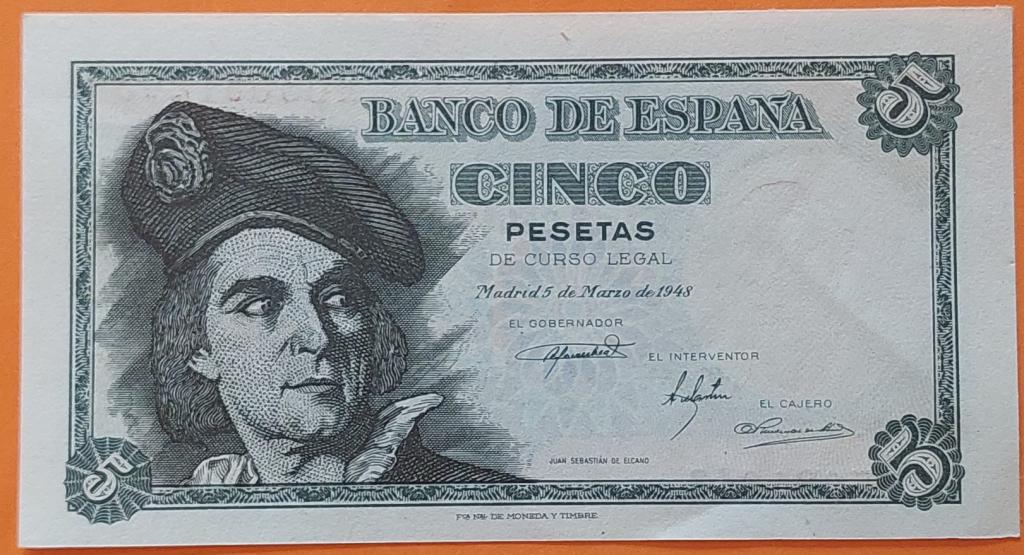 BANCO DE ESPAÑA
5
CINCO
PESETAS
DE CURSO LEGAL
Madrid 5 de Marzo de 1948
EL GOBERNADOR
EL INTERVENTOR
EL CAJERO
JUAN SEBASTIÁN DE ELCANO
5
5
Fca Nal DE MONEDA Y TIMBRE